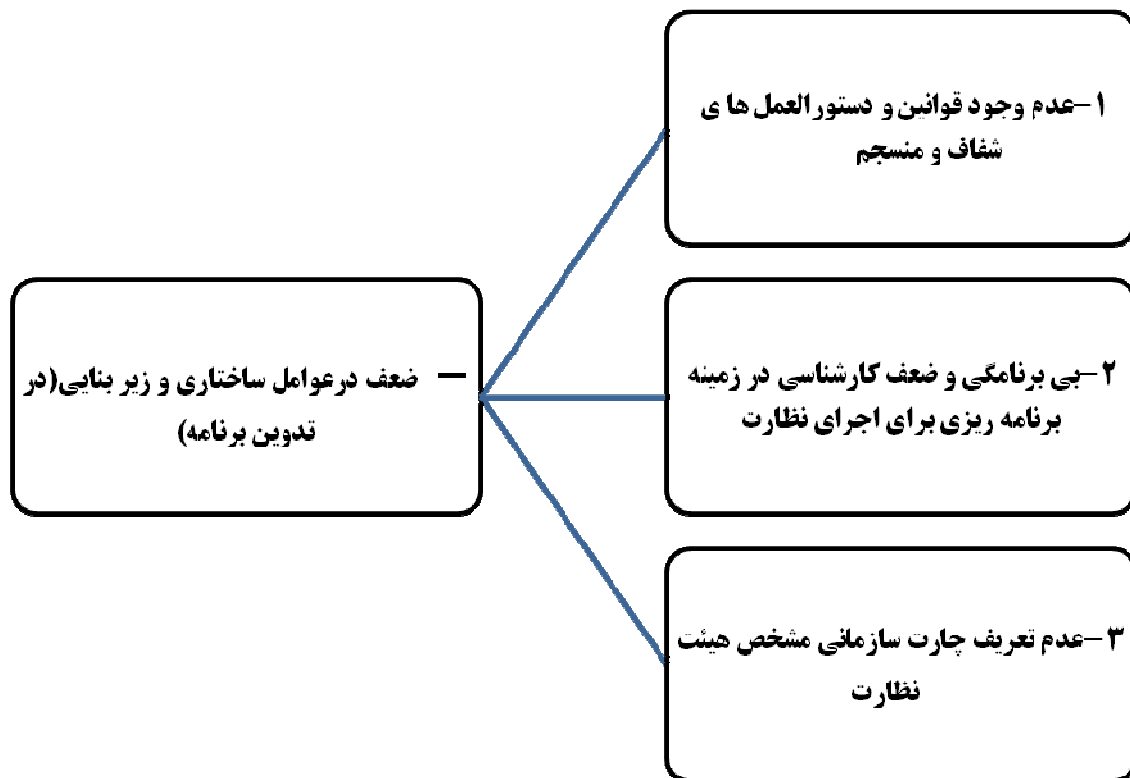 ۱-عدم وجود قوانین و دستورالعمل ها ی
شفاف و منسجم
– ضعف درعوامل ساختاری و زیر بنایی(در
تدوین برنامه)
۲-بی برنامگی و ضعف کارشناسی در زمینه
برنامه ریزی برای اجرای نظارت
۳-عدم تعریف چارت سازمانی مشخص هیئت
نظارت